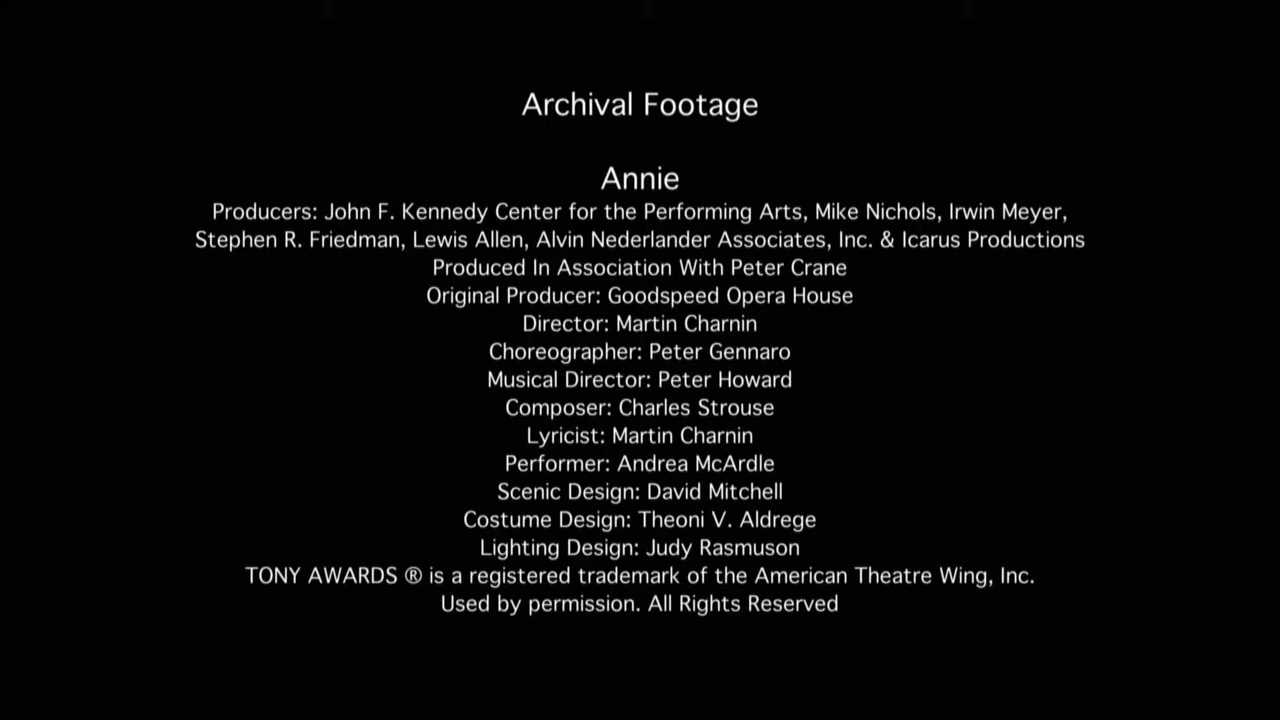 Archival Footage
Annie
Producers: John F. Kennedy Center for the Performing Arts, Mike Nichols, Irwin Meyer,
Stephen R. Friedman, Lewis Allen, Alvin Nederlander Associates, Inc. & Icarus Productions
Produced In Association With Peter Crane
Original Producer: Goodspeed Opera House
Director: Martin Charnin
Choreographer: Peter Gennaro
Musical Director: Peter Howard
Composer: Charles Strouse
Lyricist: Martin Charnin
Performer: Andrea McArdle
Scenic Design: David Mitchell
Costume Design: Theoni V. Aldrege
Lighting Design: Judy Rasmuson
TONY AWARDS ® is a registered trademark of the American Theatre Wing, Inc.
Used by permission. All Rights Reserved